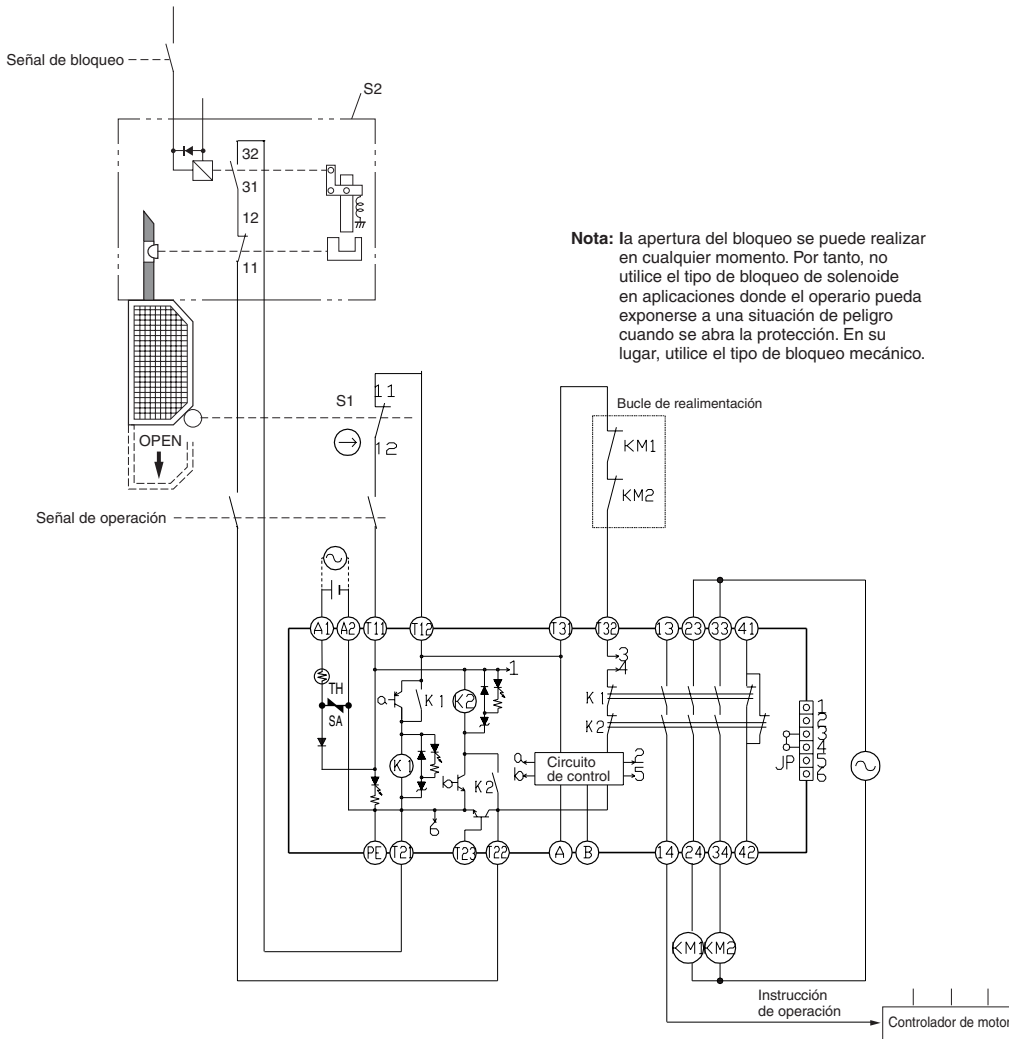 Señal de bloqueo
S2
32
31
12
11
Nota: la apertura del bloqueo se puede realizar
en cualquier momento. Por tanto, no
utilice el tipo de bloqueo de solenoide
en aplicaciones donde el operario pueda
exponerse a una situación de peligro
cuando se abra la protección. En su
lugar, utilice el tipo de bloqueo mecánico.
S1
11
12
OPEN
Bucle de realimentación
KM1
KM2
Señal de operación
A1 A2 T11 T12 T31 T32 13 23 33 41
1
3
4
TH
SA
a
K1
K2
K1
K2
K1
b
K2
6
a
b
Circuito
de control
2
5
JP
1
2
3
4
5
6
PE T21 T23 T22 A B 14 24 34 42
KM1 KM2
Instrucción
de operación
Controlador de motor